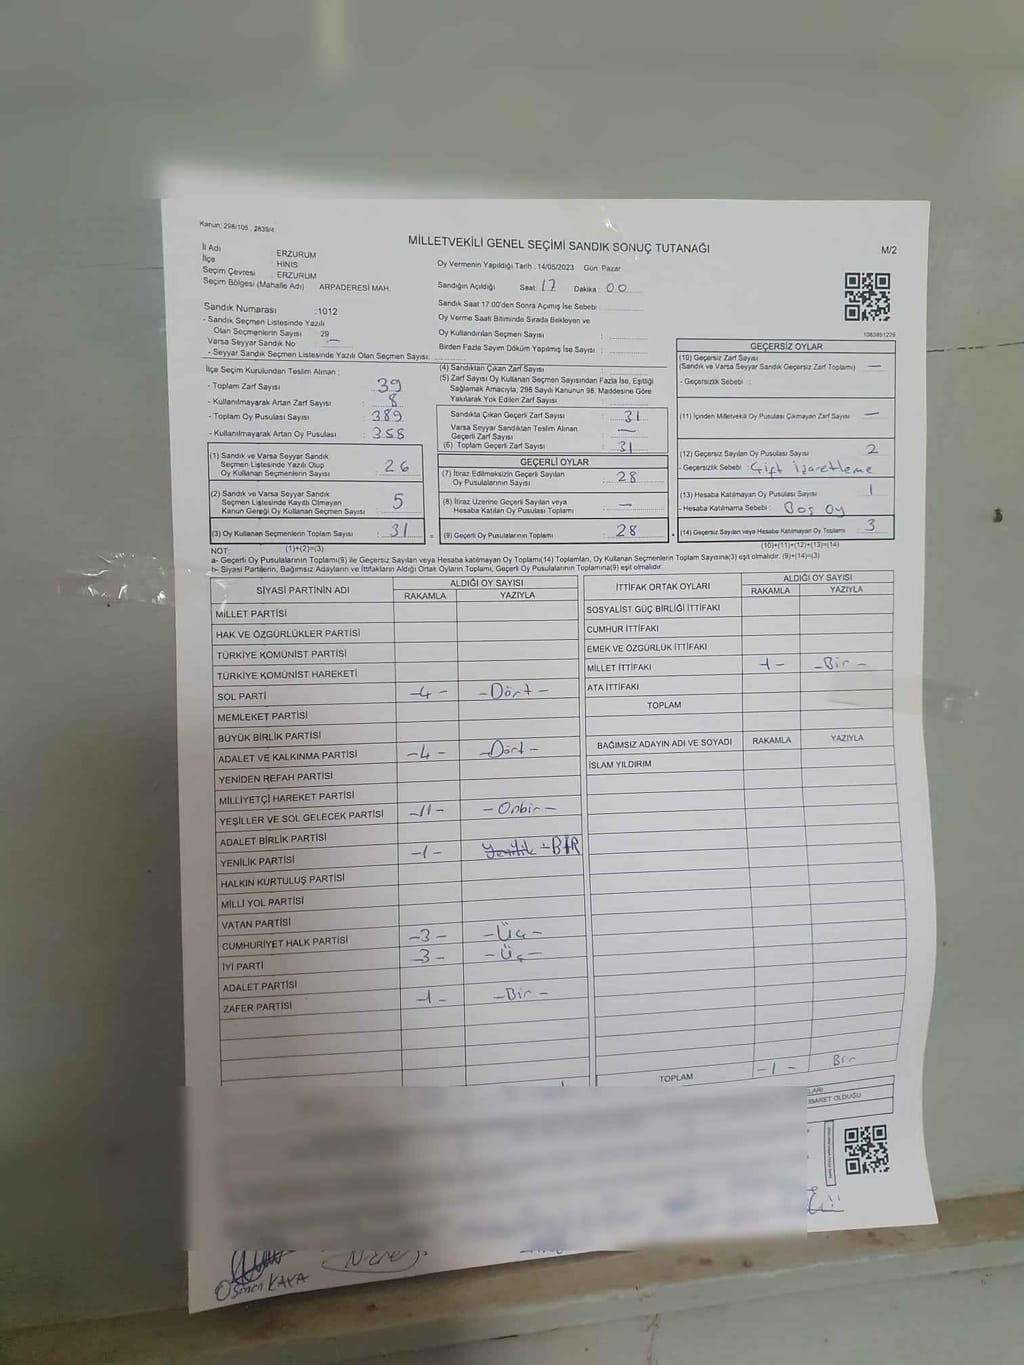 Kanun: 298/105 , 2839/4
MİLLETVEKİLİ GENEL SEÇİMİ SANDIK SONUÇ TUTANAĞI
M/2
İl Adı : ERZURUM
İlçe : HINIS
Seçim Çevresi : ERZURUM
Seçim Bölgesi (Mahalle Adı) ARPADERESİ MAH.
Oy Vermenin Yapıldığı Tarih : 14/05/2023 Gün: Pazar
Sandığın Açıldığı Saat: 17 Dakika : 00
Sandık Saat 17:00'den Sonra Açımış İse Sebebi :
Oy Verme Saati Bitiminde Sırada Bekleyen ve
Oy Kullandırılan Seçmen Sayısı :
Birden Fazla Sayım Döküm Yapılmış İse Sayısı :
Sandık Numarası :1012
- Sandık Seçmen Listesinde Yazılı
Olan Seçmenlerin Sayısı : 29
Varsa Seyyar Sandık No : —
- Seyyar Sandık Seçmen Listesinde Yazılı Olan Seçmen Sayısı:
İlçe Seçim Kurulundan Teslim Alınan :
- Toplam Zarf Sayısı : 39
- Kullanılmayarak Artan Zarf Sayısı : 8
- Toplam Oy Pusulası Sayısı : 389
- Kullanılmayarak Artan Oy Pusulası : 358
(1) Sandık ve Varsa Seyyar Sandık
Seçmen Listesinde Yazılı Olup
Oy Kullanan Seçmenlerin Sayısı : 26
(2) Sandık ve Varsa Seyyar Sandık
Seçmen Listesinde Kayıtlı Olmayan
Kanun Gereği Oy Kullanan Seçmen Sayısı : 5
(3) Oy Kullanan Seçmenlerin Toplam Sayısı : 31
(1)+(2)=(3)
(4) Sandıktan Çıkan Zarf Sayısı :
(5) Zarf Sayısı Oy Kullanan Seçmen Sayısından Fazla İse, Eşitliği
Sağlamak Amacıyla, 298 Sayılı Kanunun 98. Maddesine Göre
Yakılarak Yok Edilen Zarf Sayısı :
Sandıkta Çıkan Geçerli Zarf Sayısı : 31
Varsa Seyyar Sandıktan Teslim Alınan
Geçerli Zarf Sayısı : —
(6) Toplam Geçerli Zarf Sayısı : 31
GEÇERLİ OYLAR
(7) İtiraz Edilmeksizin Geçerli Sayılan
Oy Pusulalarının Sayısı : 28
(8) İtiraz Üzerine Geçerli Sayılan veya
Hesaba Katılan Oy Pusulası Toplamı : —
(9) Geçerli Oy Pusulalarının Toplamı : 28
1083851226
GEÇERSİZ OYLAR
(10) Geçersiz Zarf Sayısı
(Sandık ve Varsa Seyyar Sandık Geçersiz Zarf Toplamı) : —
- Geçersizlik Sebebi :
(11) İçinden Milletvekili Oy Pusulası Çıkmayan Zarf Sayısı : —
(12) Geçersiz Sayılan Oy Pusulası Sayısı : 2
- Geçersizlik Sebebi : Çift İzaretleme
(13) Hesaba Katılmayan Oy Pusulası Sayısı : 1
- Hesaba Katılmama Sebebi : Boş Oy
(14) Geçersiz Sayılan veya Hesaba Katılmayan Oy Toplamı : 3
(10)+(11)+(12)+(13)=(14)
NOT:
a- Geçerli Oy Pusulalarının Toplamı(9) ile Geçersiz Sayılan veya Hesaba katılmayan Oy Toplamı(14) Toplamları, Oy Kullanan Seçmenlerin Toplam Sayısına(3) eşit olmalıdır. (9)+(14)=(3)
b- Siyasi Partilerin, Bağımsız Adayların ve İttifakların Aldığı Ortak Oyların Toplamı, Geçerli Oy Pusulalarının Toplamına(9) eşit olmalıdır.
SİYASİ PARTİNİN ADI ALDIĞI OY SAYISI
RAKAMLA YAZIYLA
MİLLET PARTİSİ
HAK VE ÖZGÜRLÜKLER PARTİSİ
TÜRKİYE KOMÜNİST PARTİSİ
TÜRKİYE KOMÜNİST HAREKETİ
SOL PARTİ -4- -Dört-
MEMLEKET PARTİSİ
BÜYÜK BİRLİK PARTİSİ
ADALET VE KALKINMA PARTİSİ -4- -Dört-
YENİDEN REFAH PARTİSİ
MİLLİYETÇİ HAREKET PARTİSİ
YEŞİLLER VE SOL GELECEK PARTİSİ -11- -Onbir-
ADALET BİRLİK PARTİSİ
YENİLİK PARTİSİ -1- -BİR
HALKIN KURTULUŞ PARTİSİ
MİLLİ YOL PARTİSİ
VATAN PARTİSİ
CUMHURİYET HALK PARTİSİ -3- -Üç-
İYİ PARTİ -3- -Üç-
ADALET PARTİSİ
ZAFER PARTİSİ -1- -Bir-
İTTİFAK ORTAK OYLARI ALDIĞI OY SAYISI
RAKAMLA YAZIYLA
SOSYALİST GÜÇ BİRLİĞİ İTTİFAKI
CUMHUR İTTİFAKI
EMEK VE ÖZGÜRLÜK İTTİFAKI
MİLLET İTTİFAKI -1- -Bir-
ATA İTTİFAKI
TOPLAM
BAĞIMSIZ ADAYIN ADI VE SOYADI RAKAMLA YAZIYLA
İSLAM YILDIRIM
TOPLAM -1- Bir
LARI
İBARET OLDUĞU
Osman KAYA